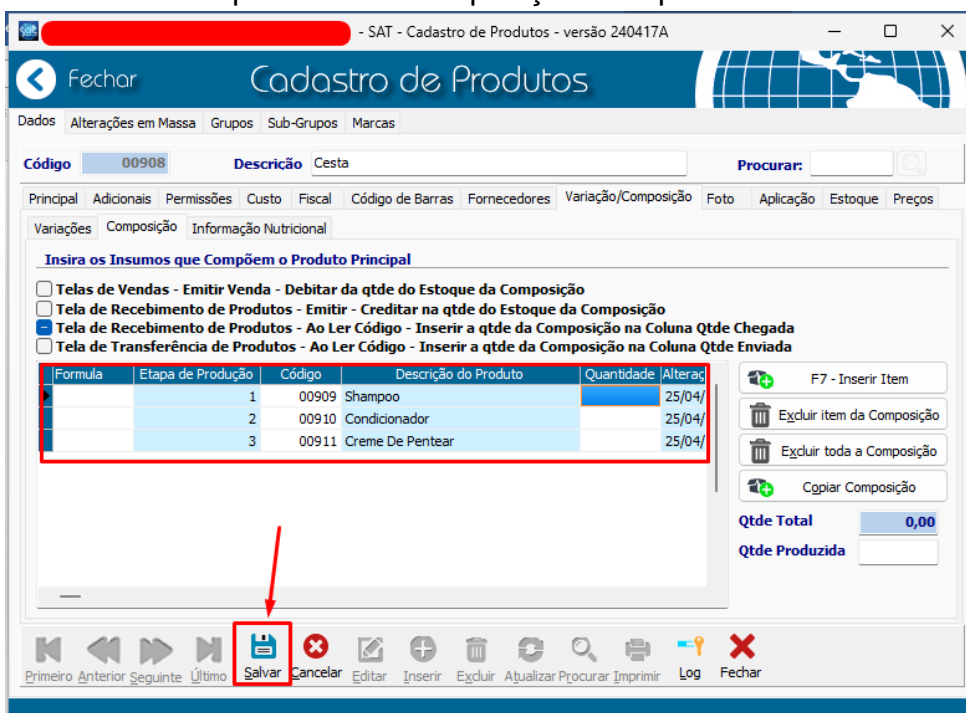 - SAT - Cadastro de Produtos - versão 240417A
Fechar Cadastro de Produtos
Dados Alterações em Massa Grupos Sub-Grupos Marcas
Código 00908 Descrição Cesta Procurar:
Principal Adicionais Permissões Custo Fiscal Código de Barras Fornecedores Variação/Composição Foto Aplicação Estoque Preços
Variações Composição Informação Nutricional
Insira os Insumos que Compõem o Produto Principal
Telas de Vendas - Emitir Venda - Debitar da qtde do Estoque da Composição
Tela de Recebimento de Produtos - Emitir - Creditar na qtde do Estoque da Composição
Tela de Recebimento de Produtos - Ao Ler Código - Inserir a qtde da Composição na Coluna Qtde Chegada
Tela de Transferência de Produtos - Ao Ler Código - Inserir a qtde da Composição na Coluna Qtde Enviada
Formula Etapa de Produção Código Descrição do Produto Quantidade Alteraç
1 00909 Shampoo 25/04/
2 00910 Condicionador 25/04/
3 00911 Creme De Pentear 25/04/
F7 - Inserir Item
Excluir item da Composição
Excluir toda a Composição
Copiar Composição
Qtde Total 0,00
Qtde Produzida
Primeiro Anterior Seguinte Último Salvar Cancelar Editar Inserir Excluir Atualizar Procurar Imprimir Log Fechar